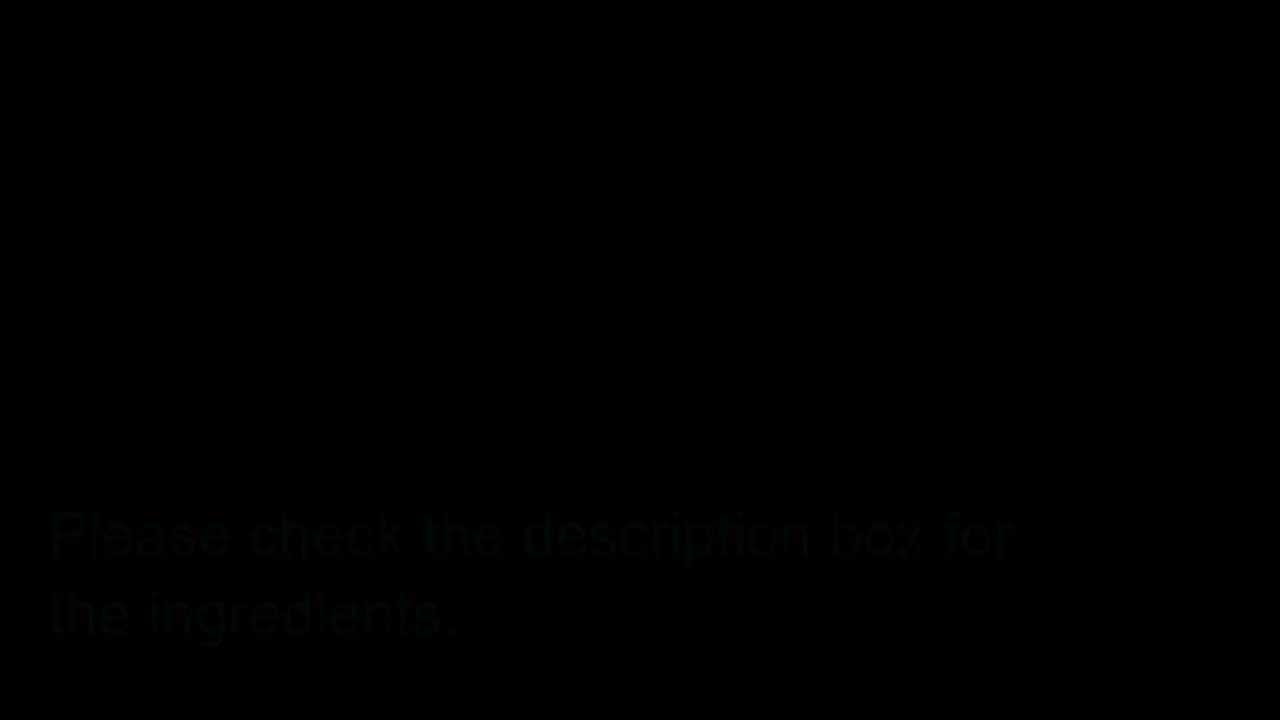 Please check the description box for
the ingredients.